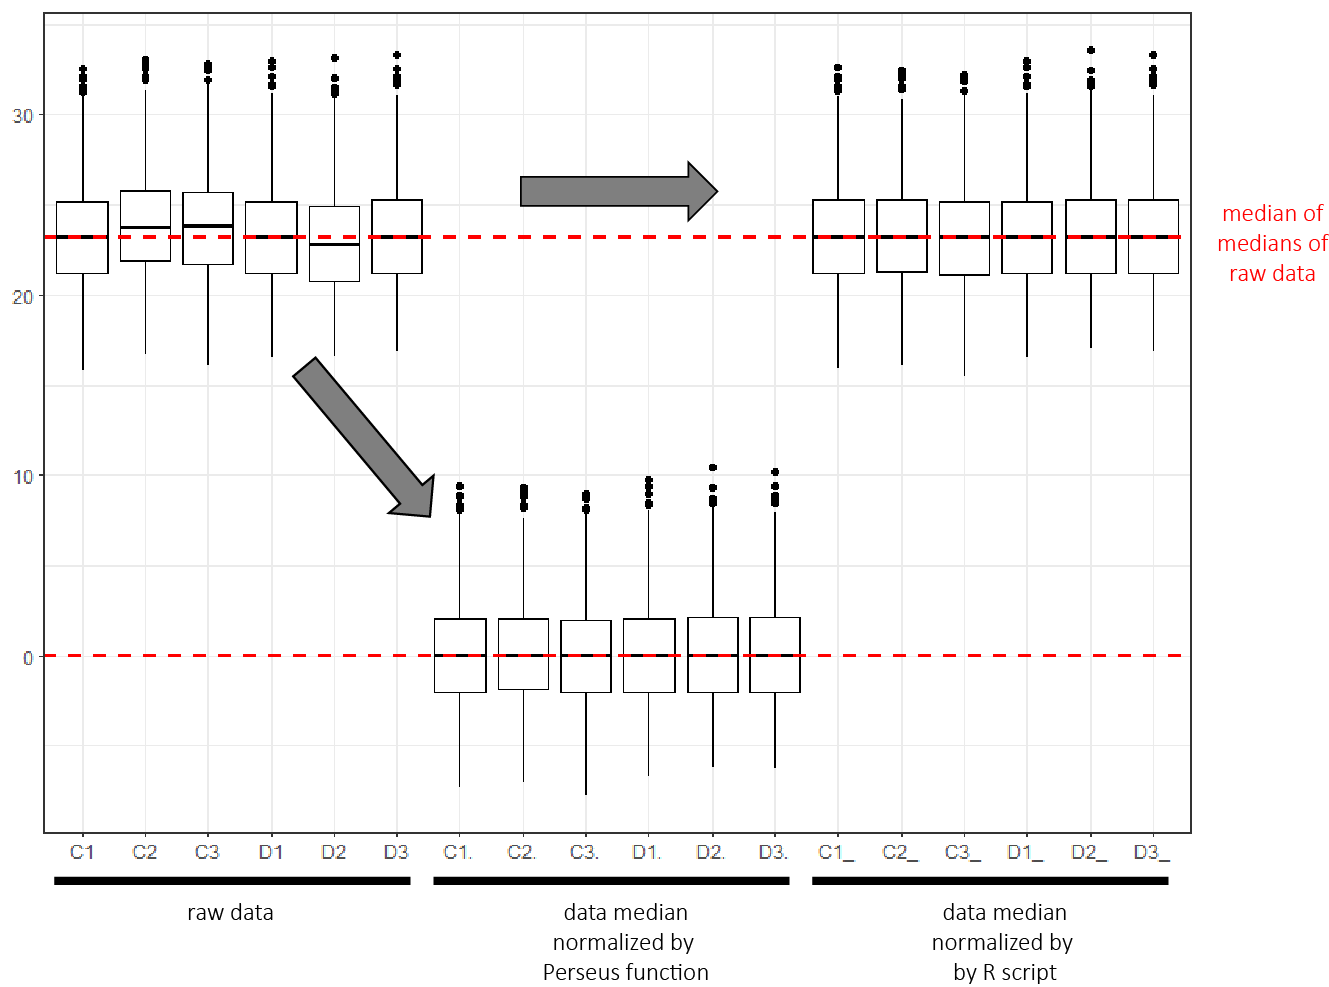 30
20
10
0
median of
medians of
raw data
C1 C2 C3 D1 D2 D3 C1. C2. C3. D1. D2. D3. C1_ C2_ C3_ D1_ D2_ D3_
raw data
data median
normalized by
Perseus function
data median
normalized by
by R script